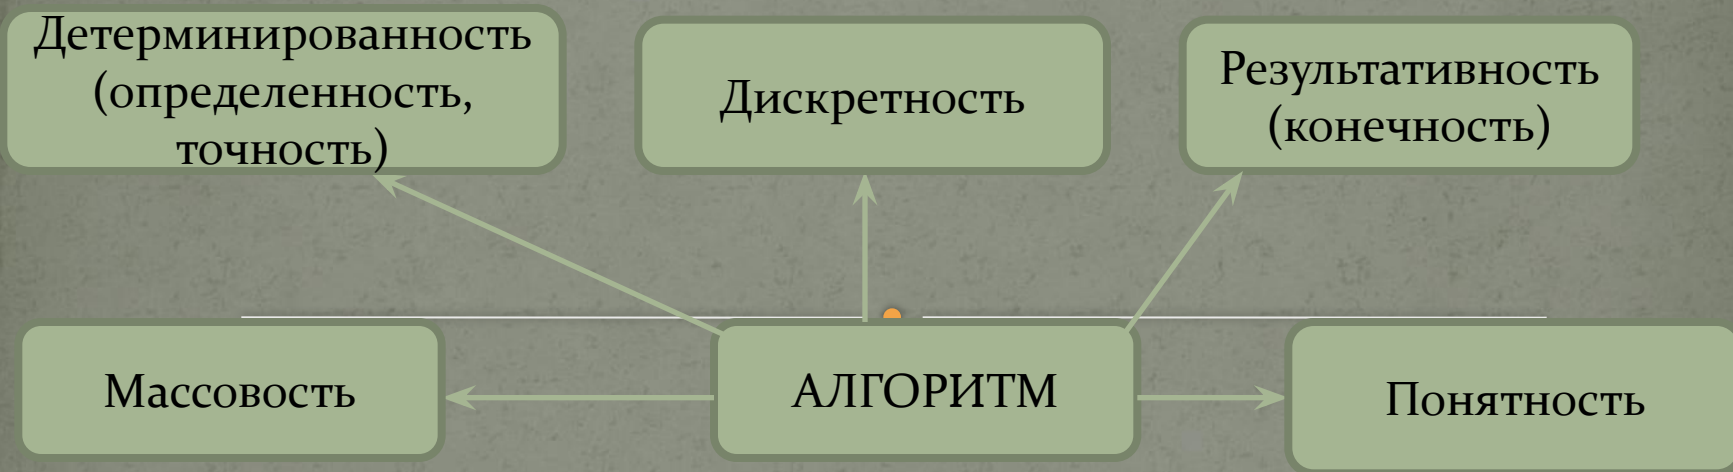 Детерминированность
(определенность,
точность)
Дискретность
Результативность
(конечность)
Массовость
АЛГОРИТМ
Понятность